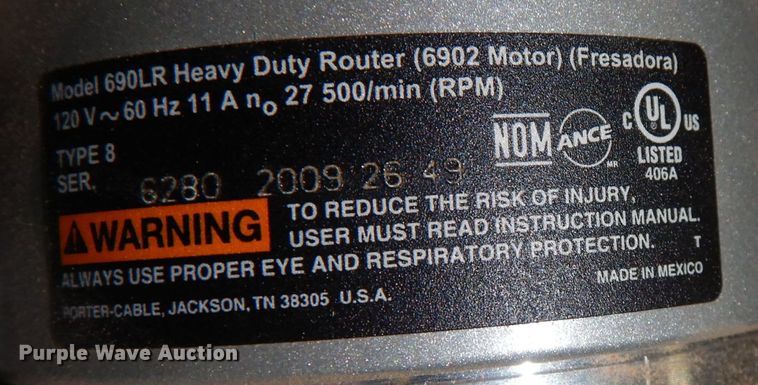 Model 690LR Heavy Duty Router (6902 Motor) (Fresadora)
120 V ~ 60 Hz 11 A no 27 500/min (RPM)
TYPE 8
SER. 6280 2009 26 49
NOM ANCE MR
C UL US
LISTED
406A
WARNING TO REDUCE THE RISK OF INJURY,
USER MUST READ INSTRUCTION MANUAL.
ALWAYS USE PROPER EYE AND RESPIRATORY PROTECTION. T
PORTER-CABLE, JACKSON, TN 38305 U.S.A. MADE IN MEXICO
Purple Wave Auction